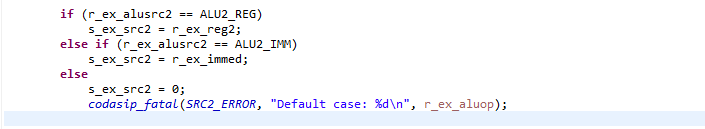 if (r_ex_alusrc2 == ALU2_REG)
s_ex_src2 = r_ex_reg2;
else if (r_ex_alusrc2 == ALU2_IMM)
s_ex_src2 = r_ex_immed;
else
s_ex_src2 = 0;
codasip_fatal(SRC2_ERROR, "Default case: %d\n", r_ex_aluop);